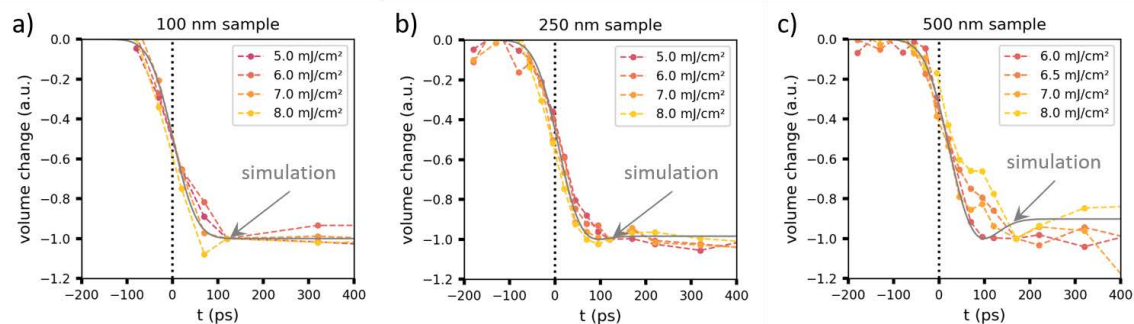 a)
100 nm sample
0.0
−0.2
−0.4
−0.6
−0.8
−1.0
−1.2
volume change (a.u.)
5.0 mJ/cm²
6.0 mJ/cm²
7.0 mJ/cm²
8.0 mJ/cm²
simulation
−200 −100 0 100 200 300 400
t (ps)
b)
250 nm sample
0.0
−0.2
−0.4
−0.6
−0.8
−1.0
−1.2
volume change (a.u.)
5.0 mJ/cm²
6.0 mJ/cm²
7.0 mJ/cm²
8.0 mJ/cm²
simulation
−200 −100 0 100 200 300 400
t (ps)
c)
500 nm sample
0.0
−0.2
−0.4
−0.6
−0.8
−1.0
−1.2
volume change (a.u.)
6.0 mJ/cm²
6.5 mJ/cm²
7.0 mJ/cm²
8.0 mJ/cm²
simulation
−200 −100 0 100 200 300 400
t (ps)